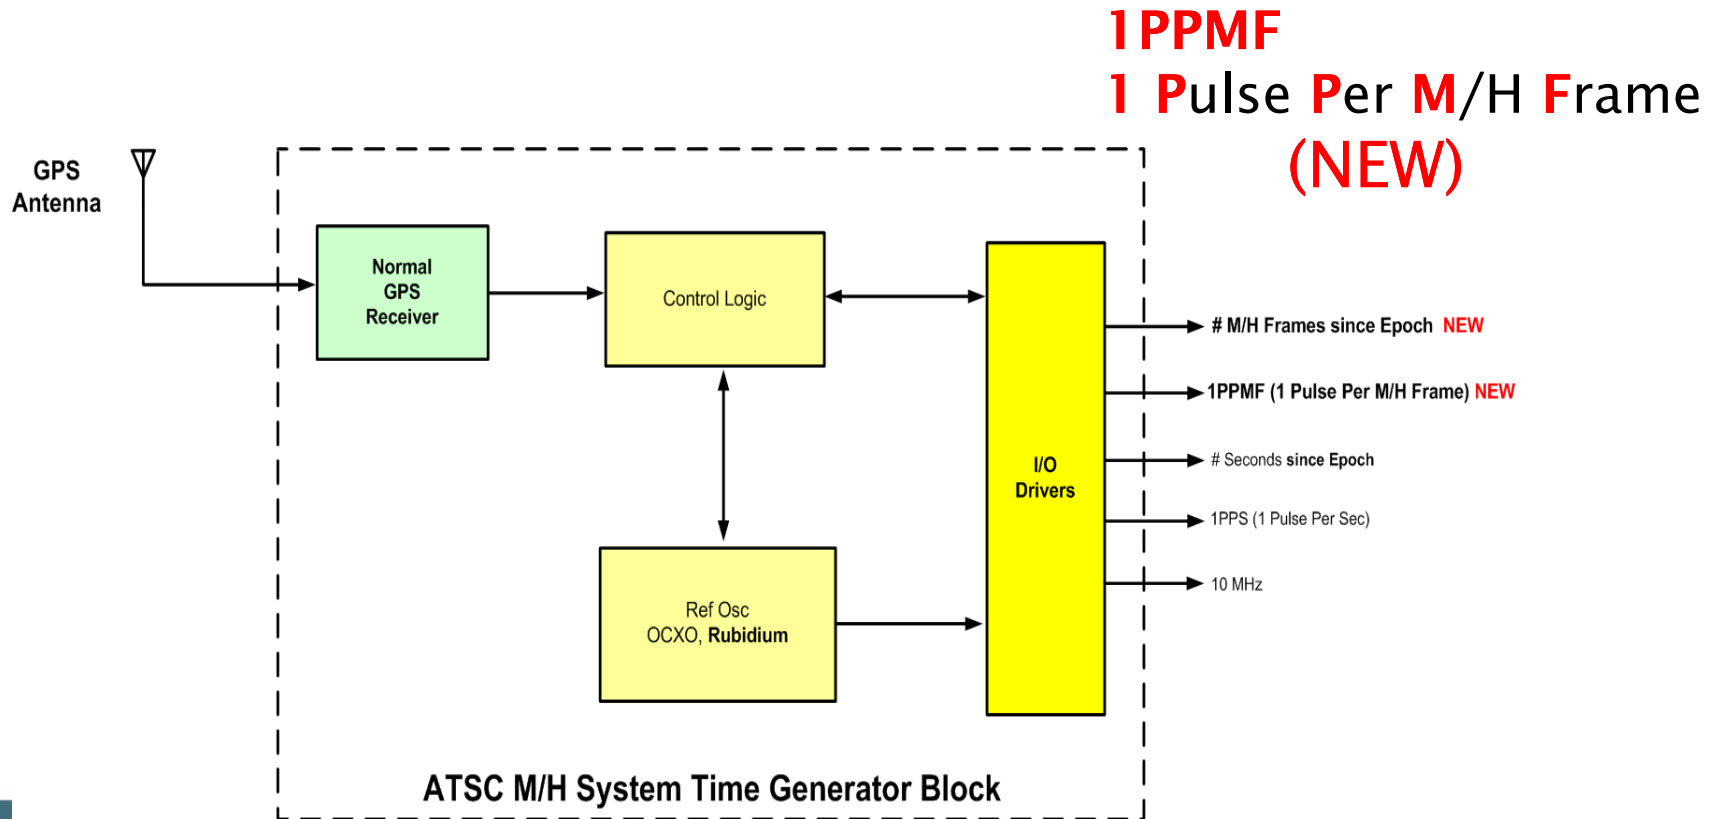 1PPMF
1 Pulse Per M/H Frame
(NEW)
GPS
Antenna
Normal
GPS
Receiver
Control Logic
I/O
Drivers
Ref Osc
OCXO, Rubidium
# M/H Frames since Epoch NEW
1PPMF (1 Pulse Per M/H Frame) NEW
# Seconds since Epoch
1PPS (1 Pulse Per Sec)
10 MHz
ATSC M/H System Time Generator Block